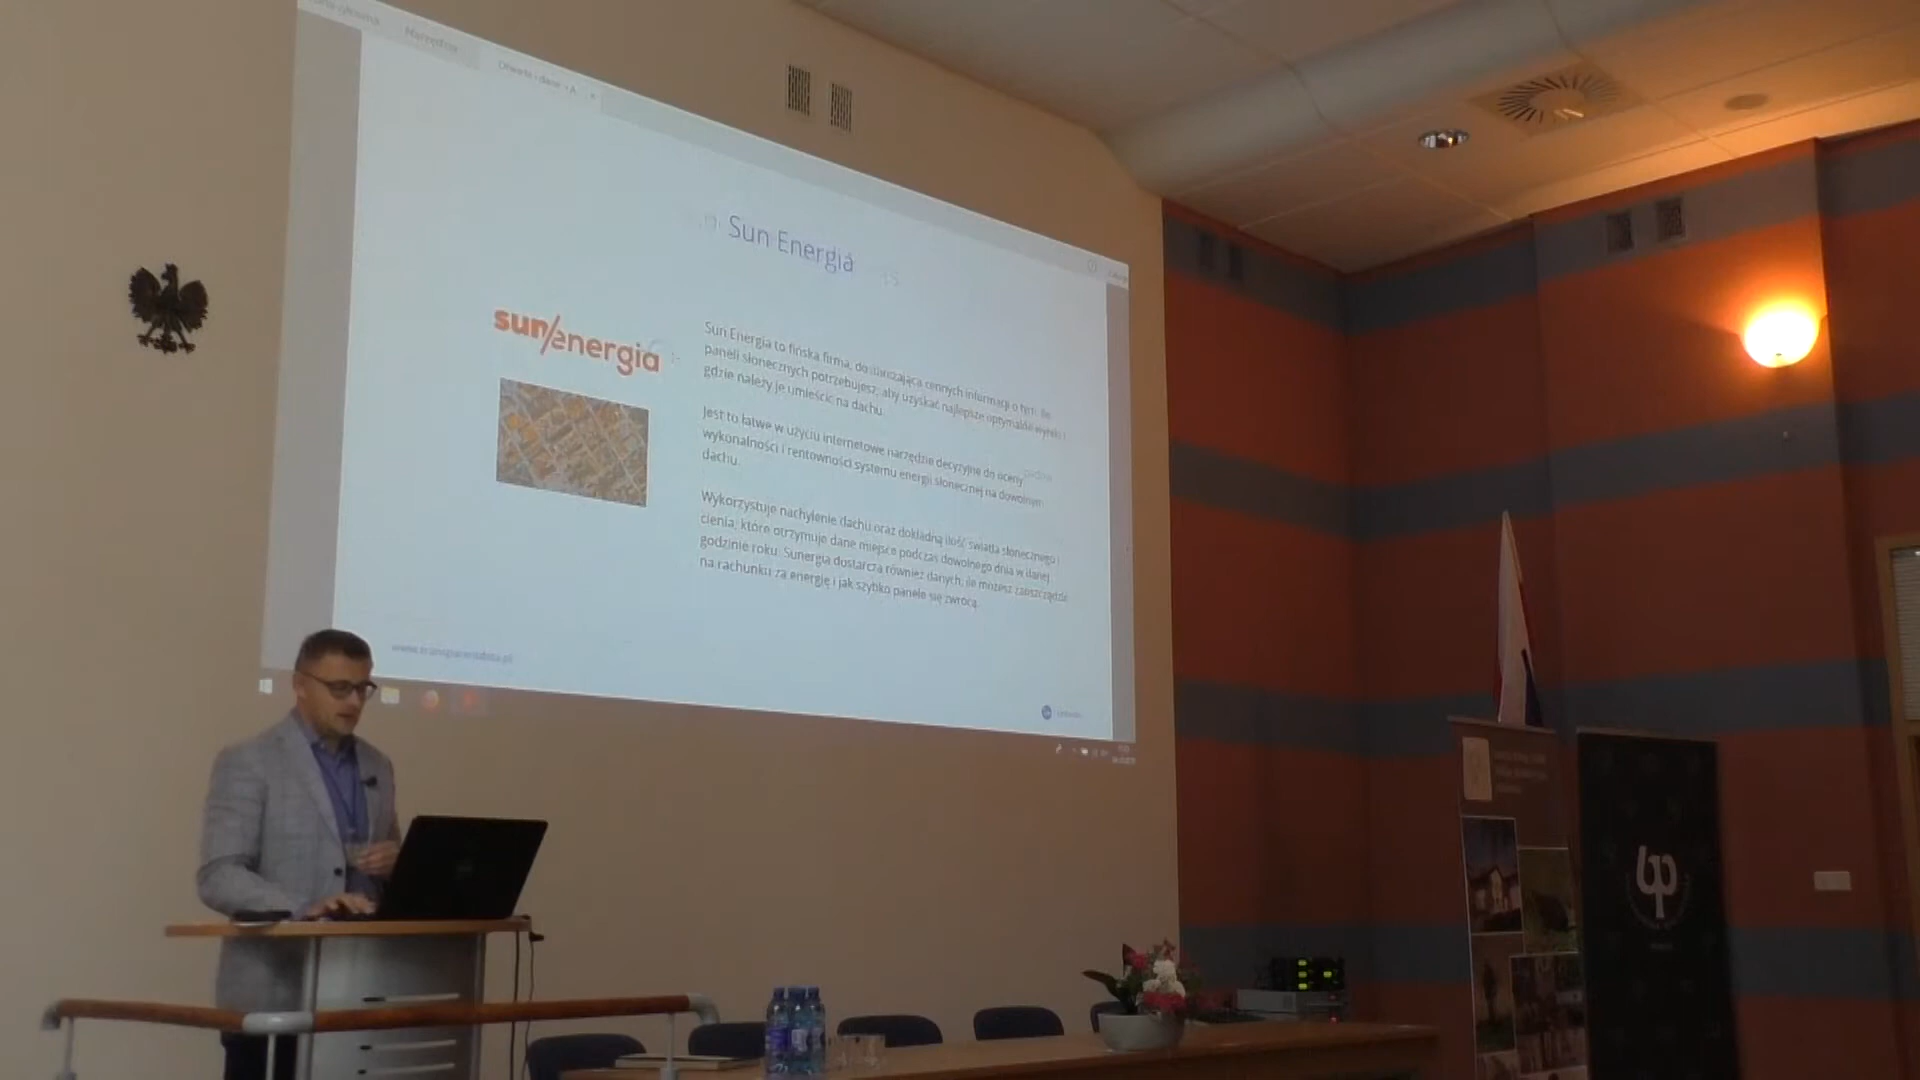 Narzędzia
Sun Energia
sun/energia
Sun Energia to fińska firma, dostarczająca cennych informacji o tym, ile
paneli słonecznych potrzebujesz, aby uzyskać najlepsze optymalne wyniki i
gdzie należy je umieścić na dachu.
Jest to łatwe w użyciu internetowe narzędzie decyzyjne do oceny
wykonalności i rentowności systemu energii słonecznej na dowolnym
dachu.
Wykorzystuje nachylenie dachu oraz dokładną ilość światła słonecznego i
cienia, które otrzymuje dane miejsce podczas dowolnego dnia w danej
godzinie roku. Sunergia dostarcza również danych, ile możesz zaoszczędzić
na rachunku za energię i jak szybko panele się zwrócą.